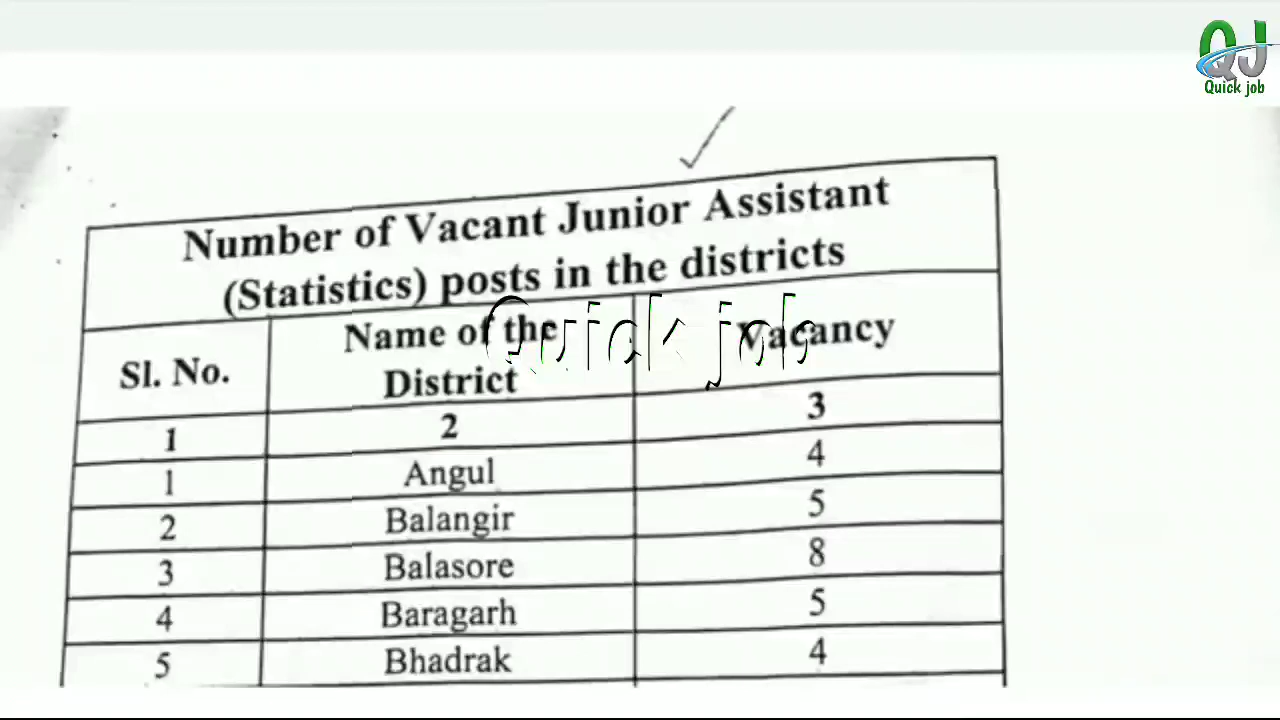 QJ
Quick job
Number of Vacant Junior Assistant
(Statistics) posts in the districts
Sl. No. Name of the District Vacancy
Quick job
1 2 3
1 Angul 4
2 Balangir 5
3 Balasore 8
4 Baragarh 5
5 Bhadrak 4